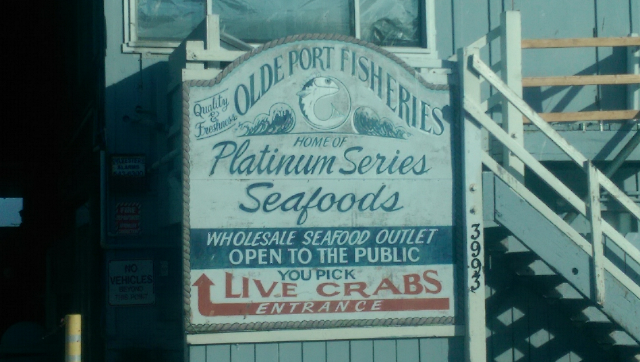 OLDE PORT FISHERIES
Quality
&
Freshness
HOME OF
Platinum Series
Seafoods
WHOLESALE SEAFOOD OUTLET
OPEN TO THE PUBLIC
YOU PICK
LIVE CRABS
ENTRANCE
3993
NO
VEHICLES